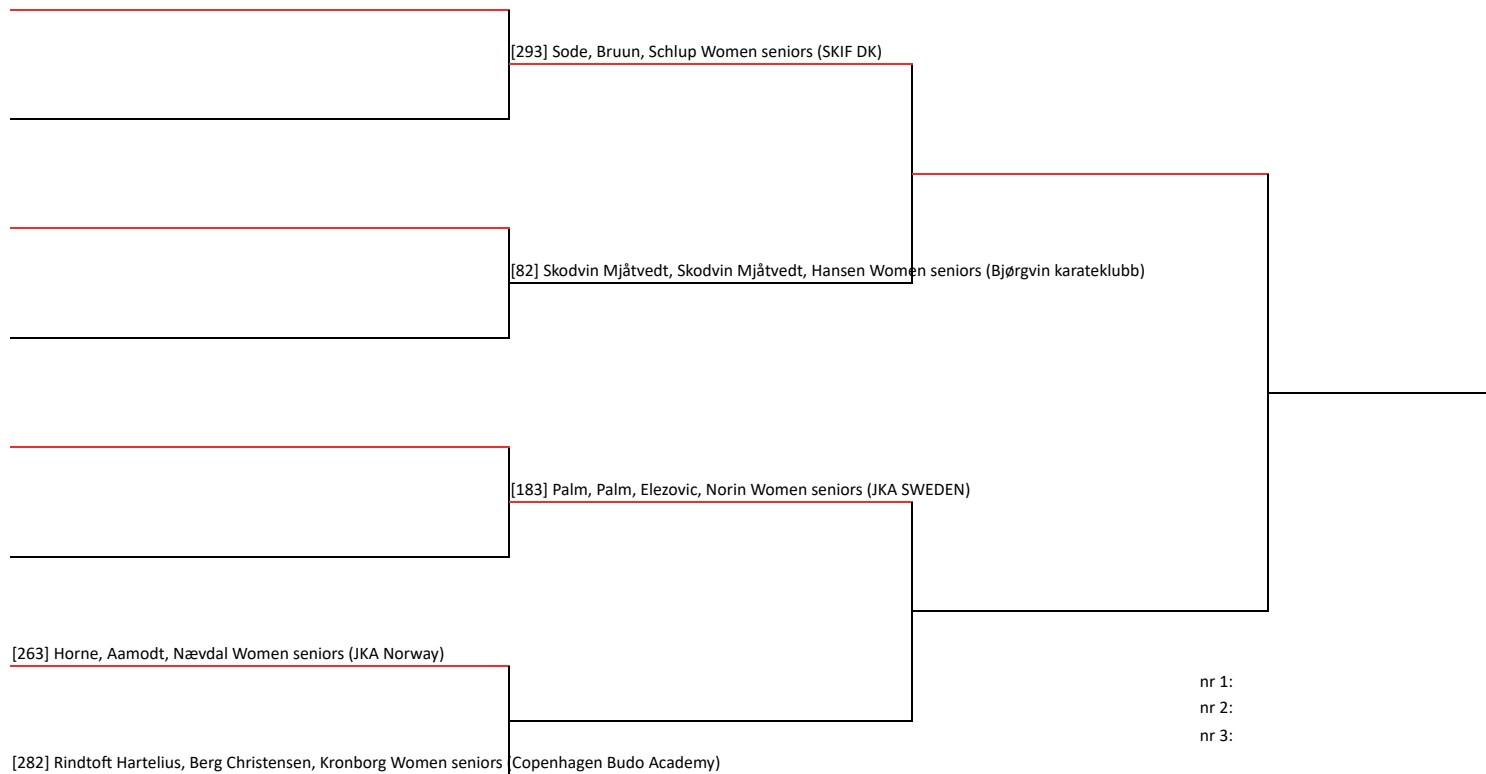 [293] Sode, Bruun, Schlup Women seniors (SKIF DK)
[82] Skodvin Mjåtvedt, Skodvin Mjåtvedt, Hansen Women seniors (Bjørgvin karateklubb)
[183] Palm, Palm, Elezovic, Norin Women seniors (JKA SWEDEN)
[263] Horne, Aamodt, Nævdal Women seniors (JKA Norway)
nr 1:
nr 2:
nr 3:
[282] Rindtoft Hartelius, Berg Christensen, Kronborg Women seniors (Copenhagen Budo Academy)